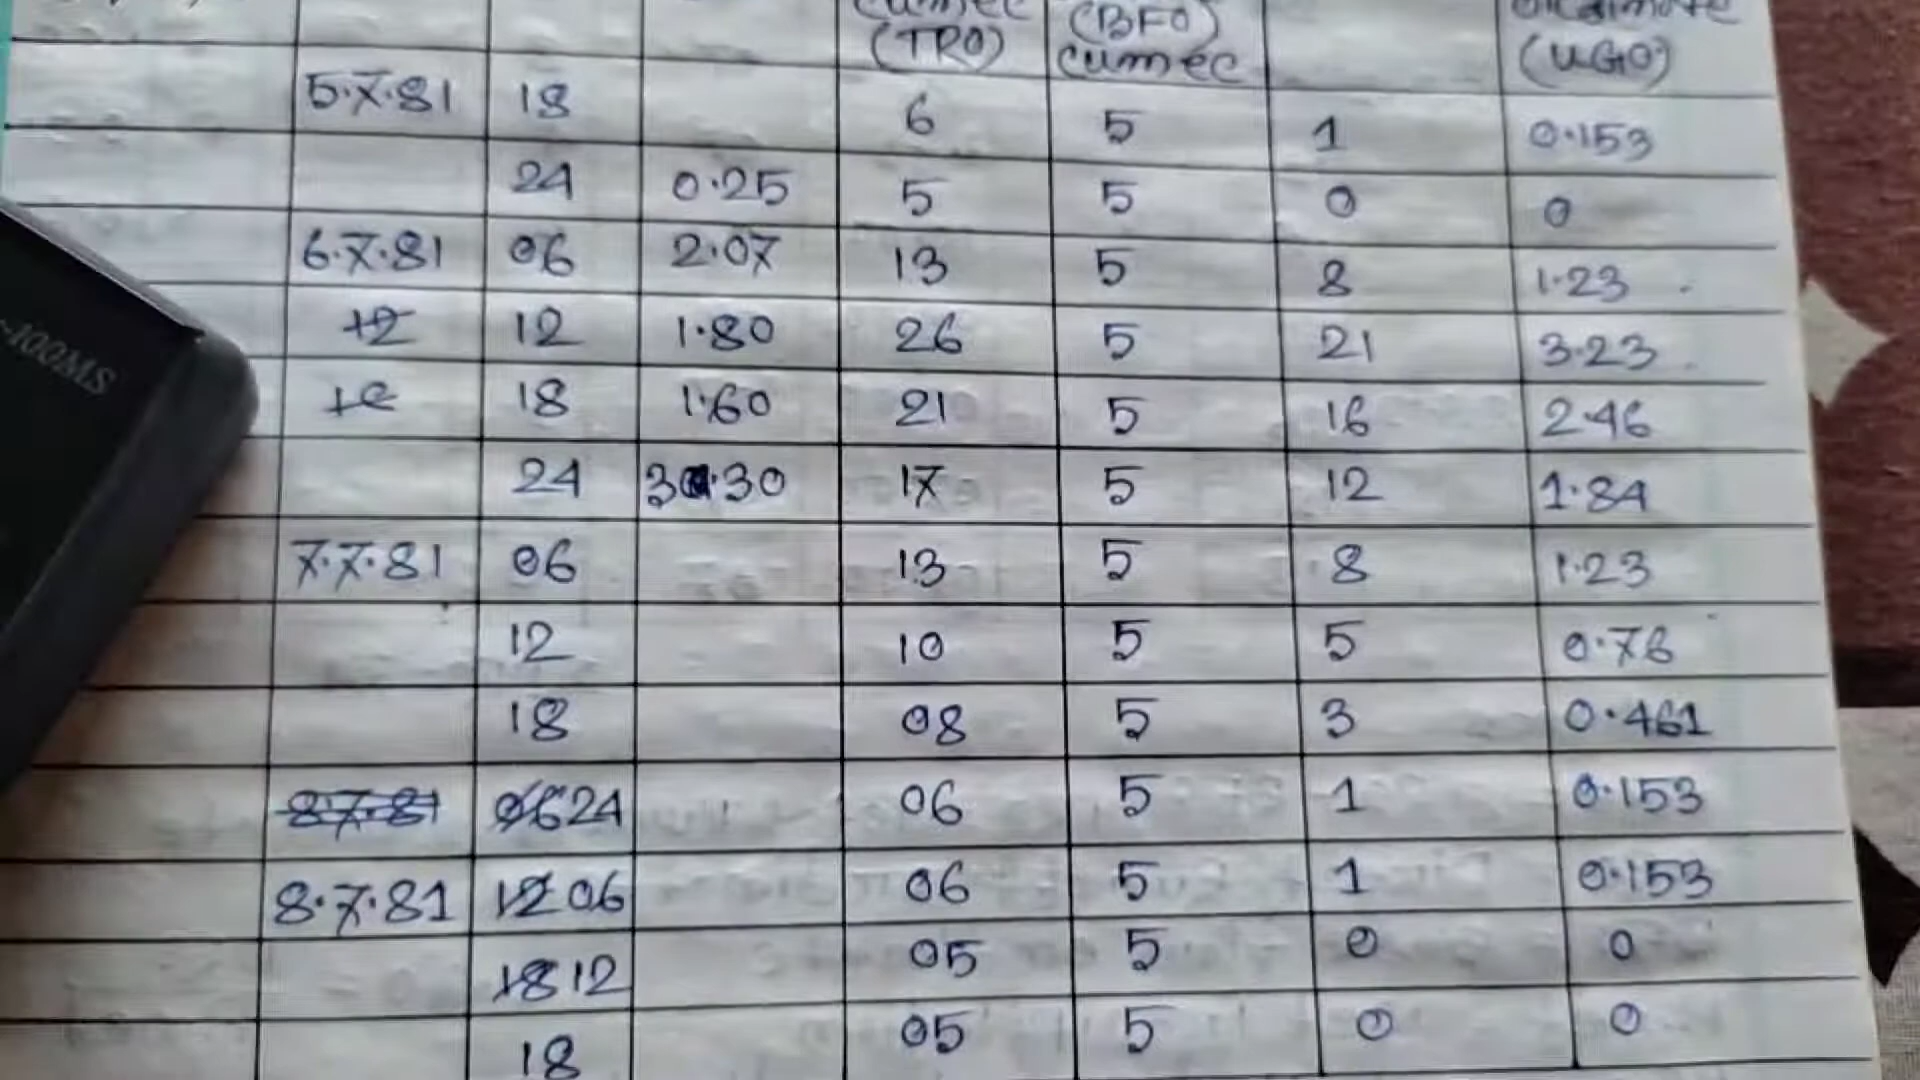 cumec (BFO) ordinate
(TRO) cumec (UGO)
5.7.81 18 6 5 1 0.153
24 0.25 5 5 0 0
6.7.81 06 2.07 13 5 8 1.23
12 12 1.80 26 5 21 3.23
18 1.60 21 5 16 2.46
24 30.30 17 5 12 1.84
7.7.81 06 13 5 8 1.23
12 10 5 5 0.76
18 08 5 3 0.461
8.7.81 06 24 06 5 1 0.153
8.7.81 12 06 06 5 1 0.153
18 12 05 5 0 0
18 05 5 0 0
~100MS